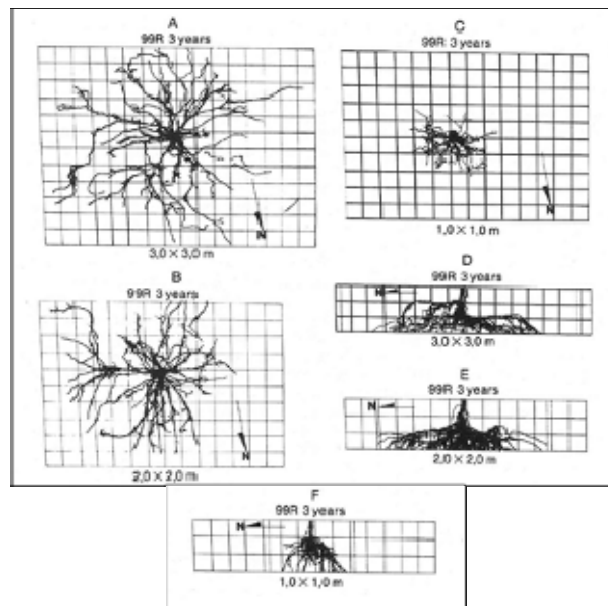 A
99R 3 years
N
3,0 × 3,0 m
B
99R 3 years
N
2,0 × 2,0 m
C
99R: 3 years
N
1,0 × 1,0 m
D
99R 3 years
N
3,0 × 3,0 m
E
99R 3 years
N
2,0 × 2,0 m
F
99R 3 years
N
1,0 × 1,0 m